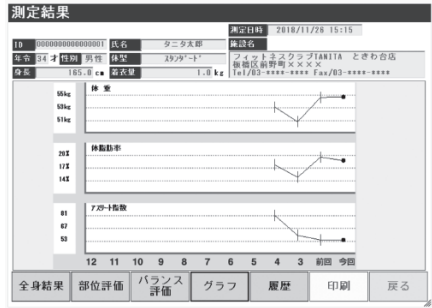 測定結果
測定日時 2018/11/28 15:15
ID 0000000000000001 氏名 タニタ太郎 施設名
年令 34 才 性別 男性 体型 スタンダード フィットネスクラブTANITA ときわ台店
板橋区前野町×××
身長 165.0 cm 着衣量 1.0 kg Tel/03-****-**** Fax/03-****-****
体 重
55kg
53kg
51kg
体脂肪率
20%
17%
14%
アスリート指数
81
67
53
12 11 10 9 8 7 6 5 4 3 前回 今回
全身結果 部位評価 バランス評価 グラフ 履歴 印刷 戻る